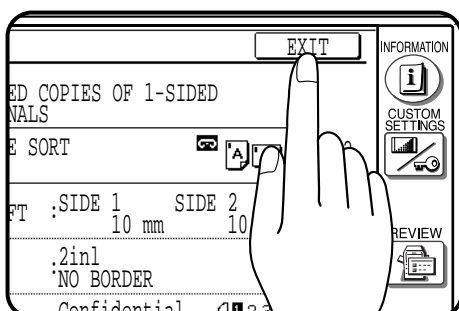 EXIT
INFORMATION
CUSTOM
SETTINGS
REVIEW
ED COPIES OF 1-SIDED
NALS
E SORT
A
FT :SIDE 1 SIDE 2
10 mm 10
:2in1
NO BORDER
Confidential